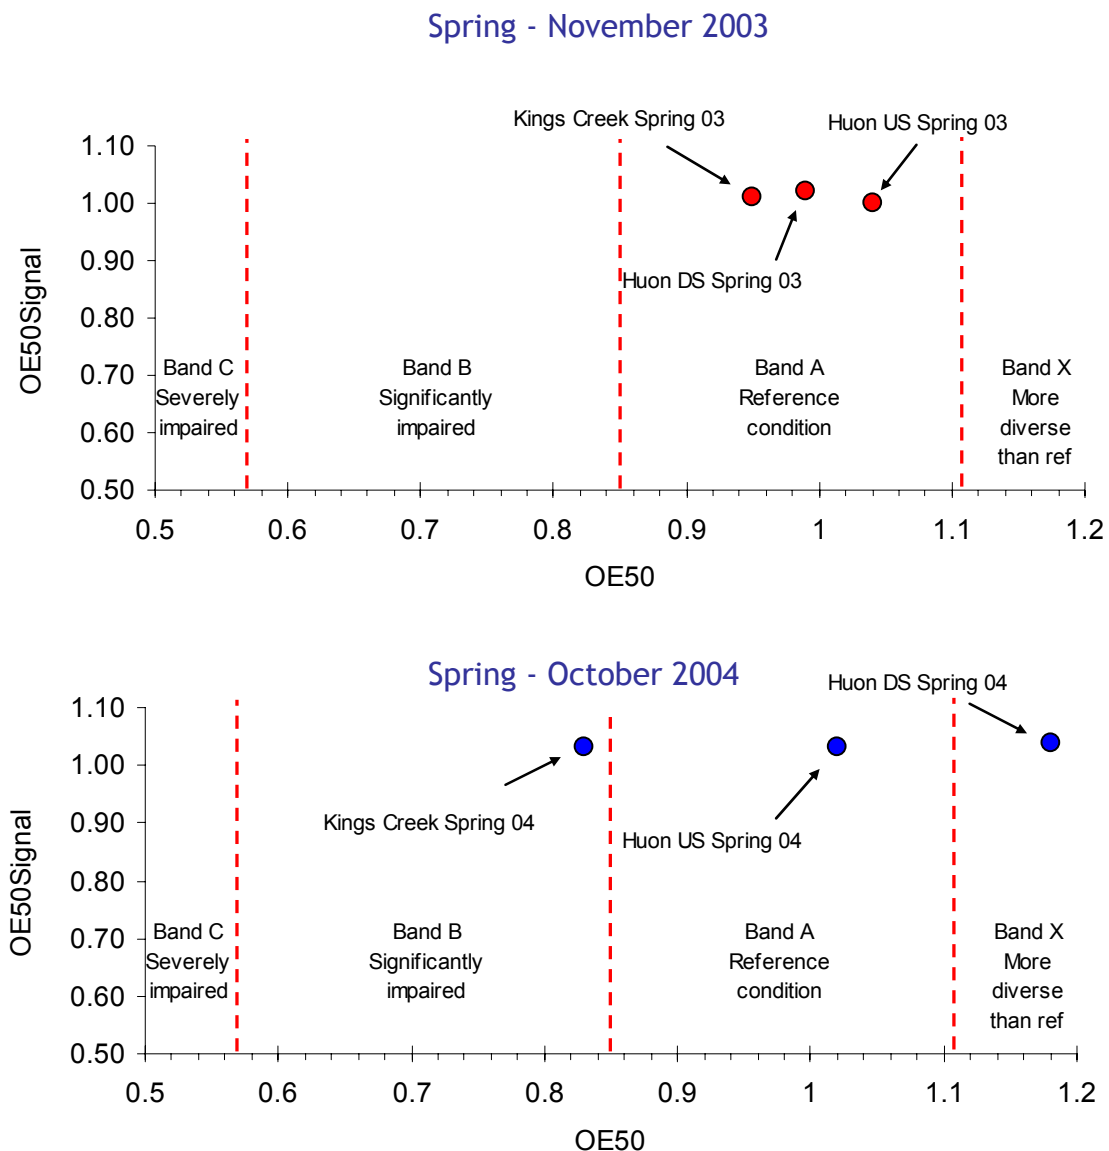 Spring - November 2003
Kings Creek Spring 03
Huon US Spring 03
Huon DS Spring 03
OE50Signal
1.10
1.00
0.90
0.80
0.70
0.60
0.50
Band C
Severely
impaired
Band B
Significantly
impaired
Band A
Reference
condition
Band X
More
diverse
than ref
0.5 0.6 0.7 0.8 0.9 1 1.1 1.2
OE50
Spring - October 2004
Huon DS Spring 04
Kings Creek Spring 04
Huon US Spring 04
OE50Signal
1.10
1.00
0.90
0.80
0.70
0.60
0.50
Band C
Severely
impaired
Band B
Significantly
impaired
Band A
Reference
condition
Band X
More
diverse
than ref
0.5 0.6 0.7 0.8 0.9 1 1.1 1.2
OE50